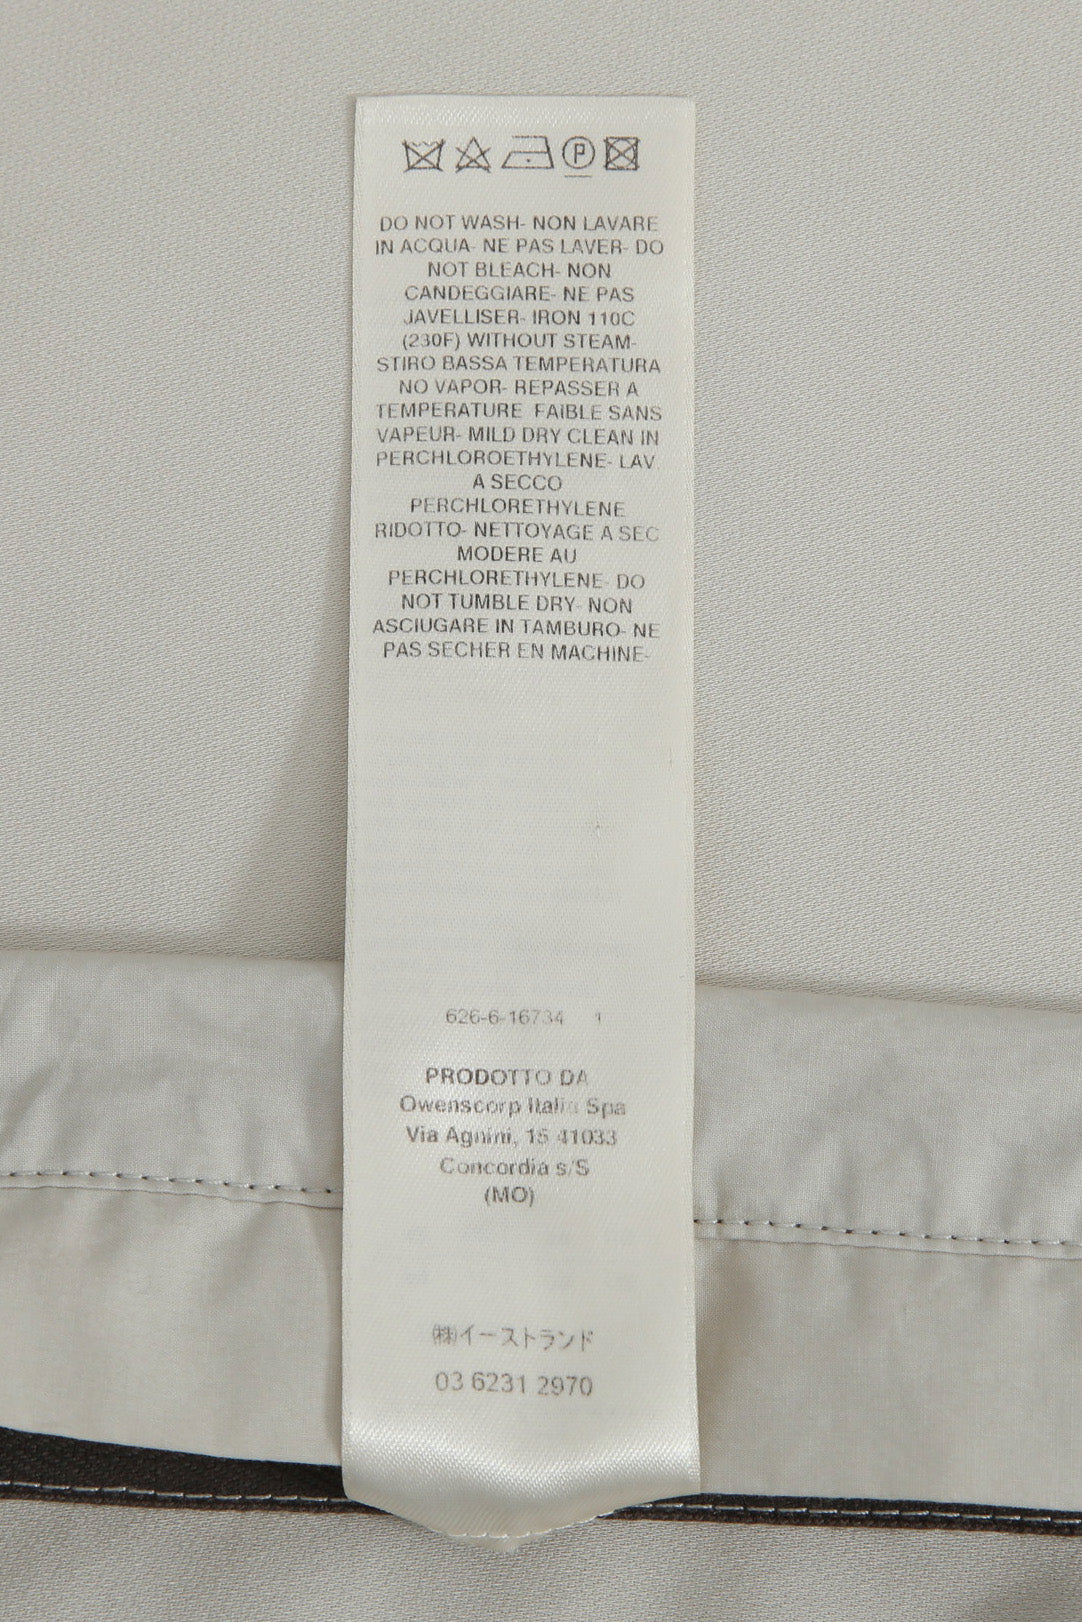 P
DO NOT WASH- NON LAVARE
IN ACQUA- NE PAS LAVER- DO
NOT BLEACH- NON
CANDEGGIARE- NE PAS
JAVELLISER- IRON 110C
(230F) WITHOUT STEAM-
STIRO BASSA TEMPERATURA
NO VAPOR- REPASSER A
TEMPERATURE FAIBLE SANS
VAPEUR- MILD DRY CLEAN IN
PERCHLOROETHYLENE- LAV
A SECCO
PERCHLORETHYLENE
RIDOTTO- NETTOYAGE A SEC
MODERE AU
PERCHLORETHYLENE- DO
NOT TUMBLE DRY- NON
ASCIUGARE IN TAMBURO- NE
PAS SECHER EN MACHINE-
626-6-16734 1
PRODOTTO DA
Owenscorp Italia Spa
Via Agnini, 15 41033
Concordia s/S
(MO)
㈱イーストランド
03 6231 2970